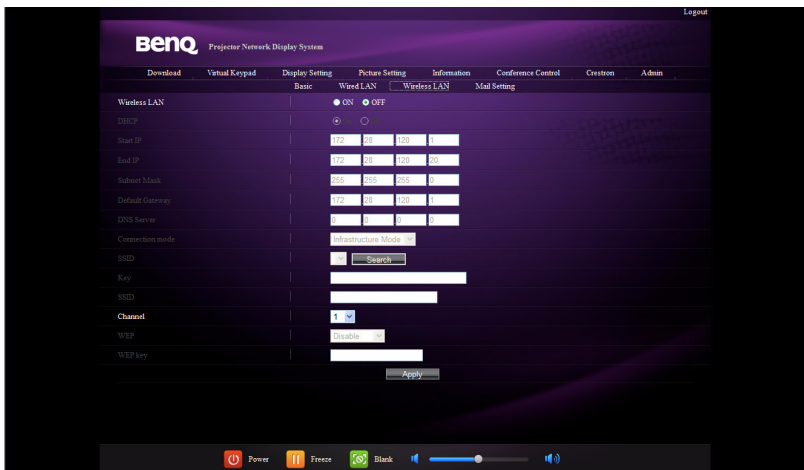 Logout
BenQ Projector Network Display System
Download Virtual Keypad Display Setting Picture Setting Information Conference Control Crestron Admin
Basic Wired LAN Wireless LAN Mail Setting
Wireless LAN ON OFF
DHCP
Start IP 172 .28 .120 .1
End IP 172 .28 .120 .20
Subnet Mask 255 .255 .255 .0
Default Gateway 172 .28 .120 .1
DNS Server 0 .0 .0 .0
Connection mode Infrastructure Mode
SSID Search
Key
SSID
Channel 1
WEP Disable
WEP key
Apply
Power Freeze Blank